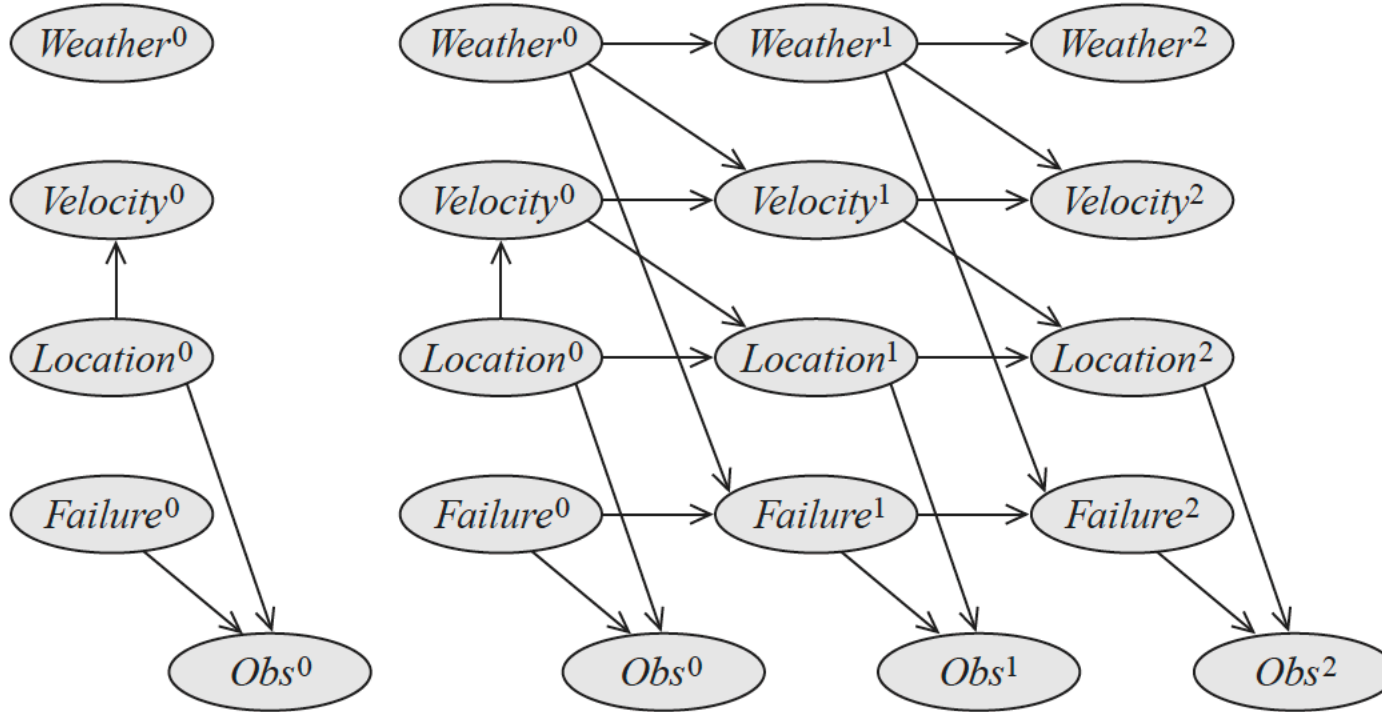 Weather⁰ Weather⁰ Weather¹ Weather²
Velocity⁰ Velocity⁰ Velocity¹ Velocity²
Location⁰ Location⁰ Location¹ Location²
Failure⁰ Failure⁰ Failure¹ Failure²
Obs⁰ Obs⁰ Obs¹ Obs²